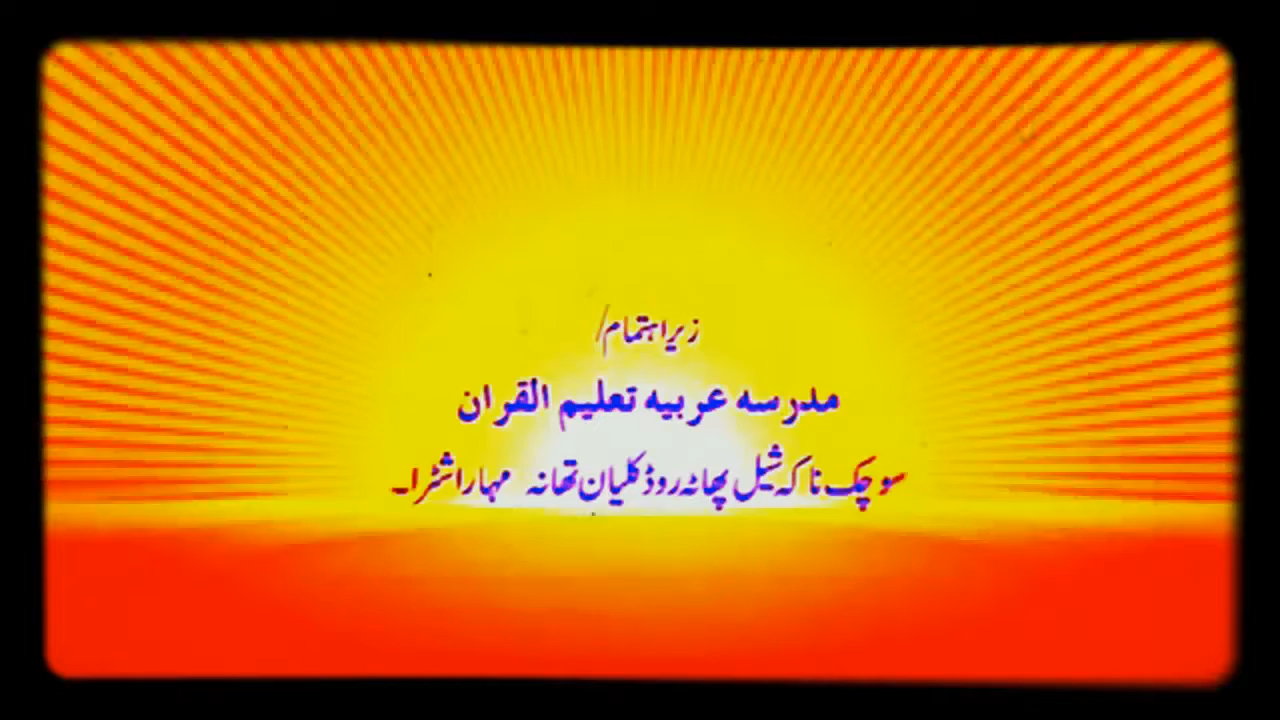 زیر اہتمام/
مدرسہ عربیہ تعلیم القران
سوچک ناکہ شیل پھاٹہ روڈ کلیان تھانہ مہاراشٹرا۔